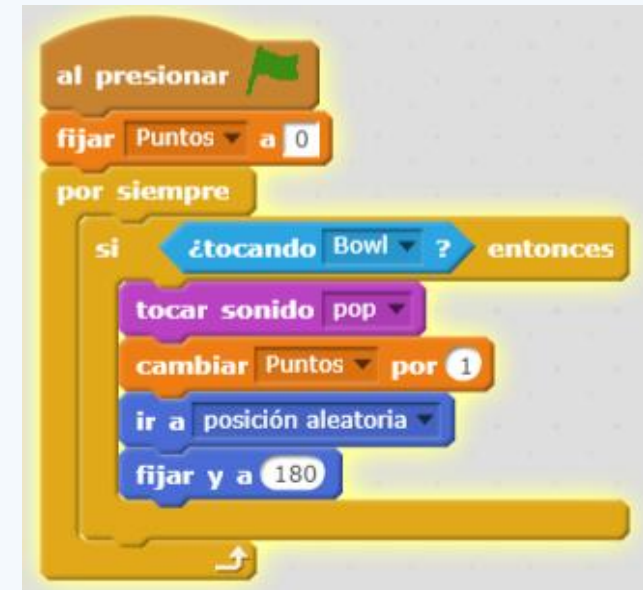 al presionar
fijar Puntos a 0
por siempre
si ¿tocando Bowl ? entonces
tocar sonido pop
cambiar Puntos por 1
ir a posición aleatoria
fijar y a 180